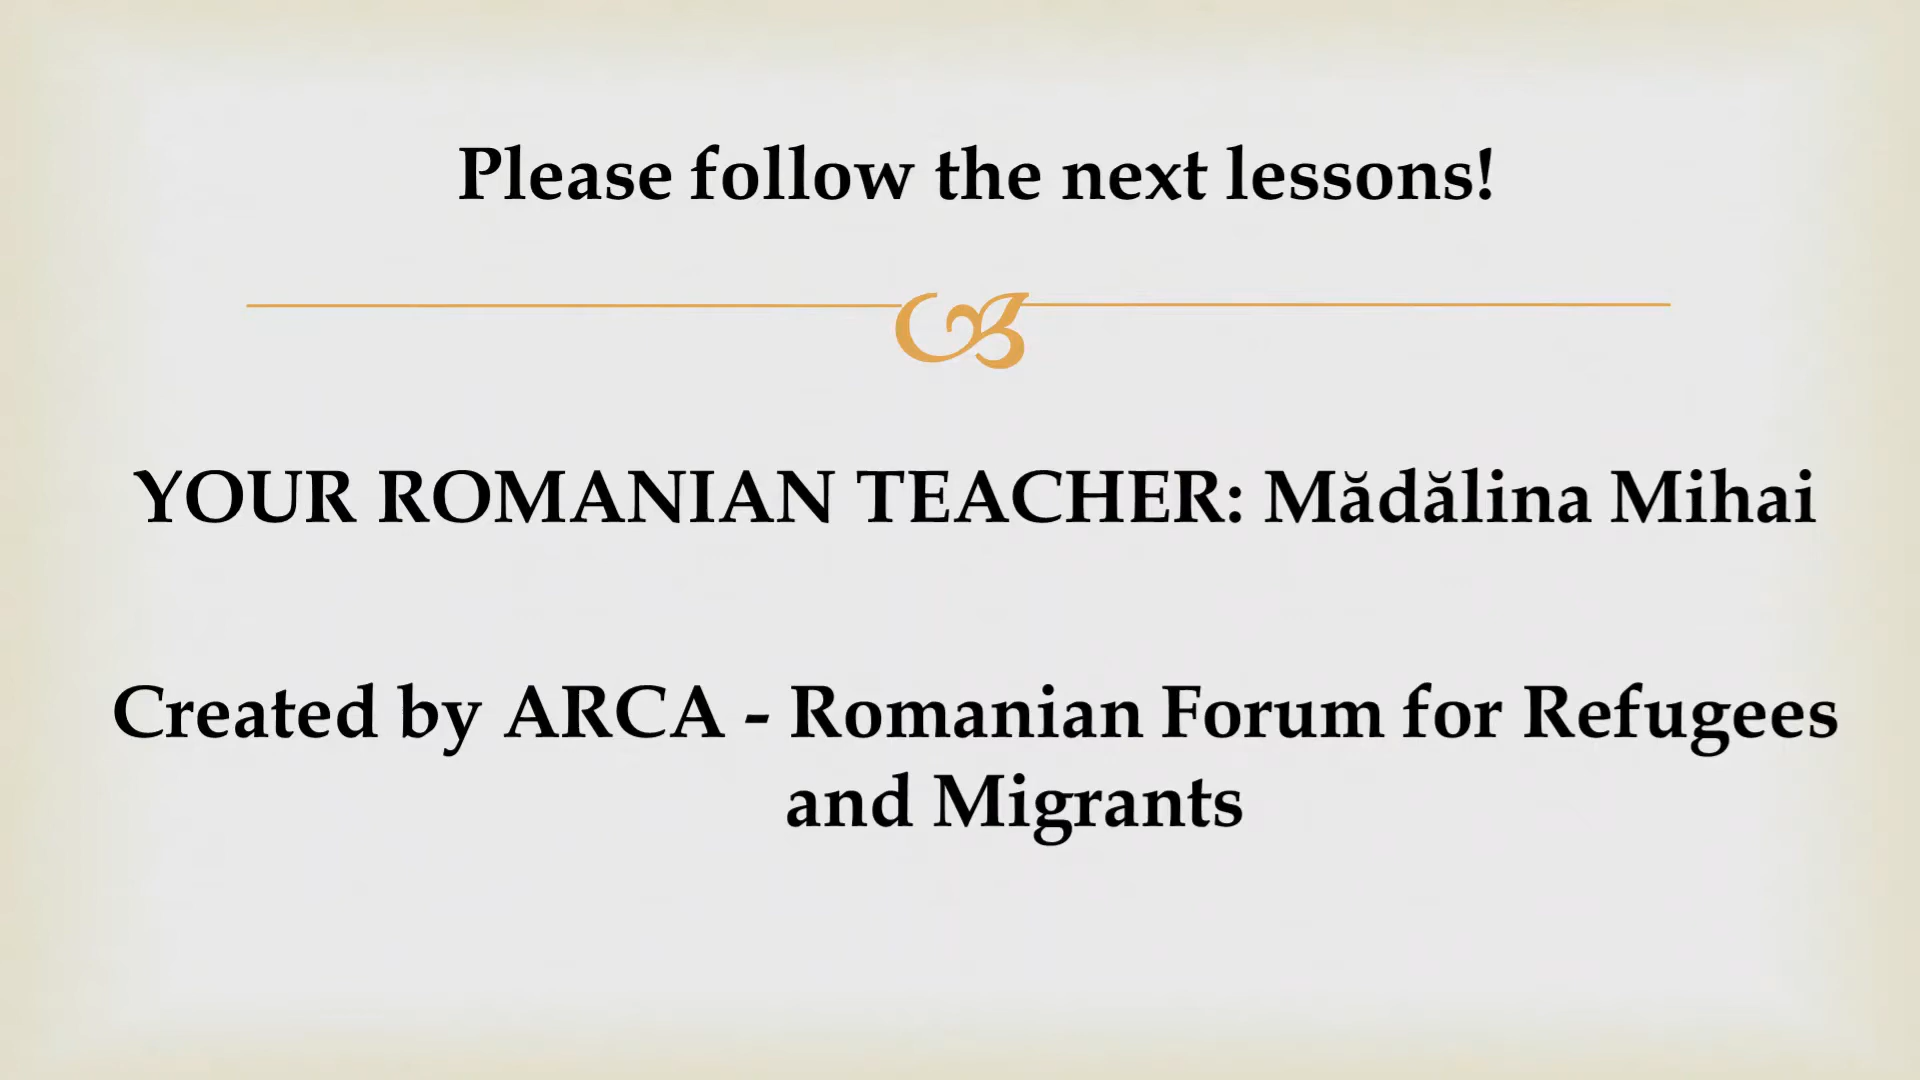 Please follow the next lessons!
YOUR ROMANIAN TEACHER: Mădălina Mihai
Created by ARCA - Romanian Forum for Refugees
and Migrants